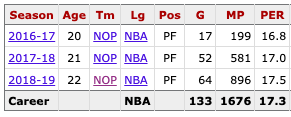 Season Age Tm Lg Pos G MP PER
2016-17 20 NOP NBA PF 17 199 16.8
2017-18 21 NOP NBA PF 52 581 17.0
2018-19 22 NOP NBA PF 64 896 17.5
Career NBA 133 1676 17.3